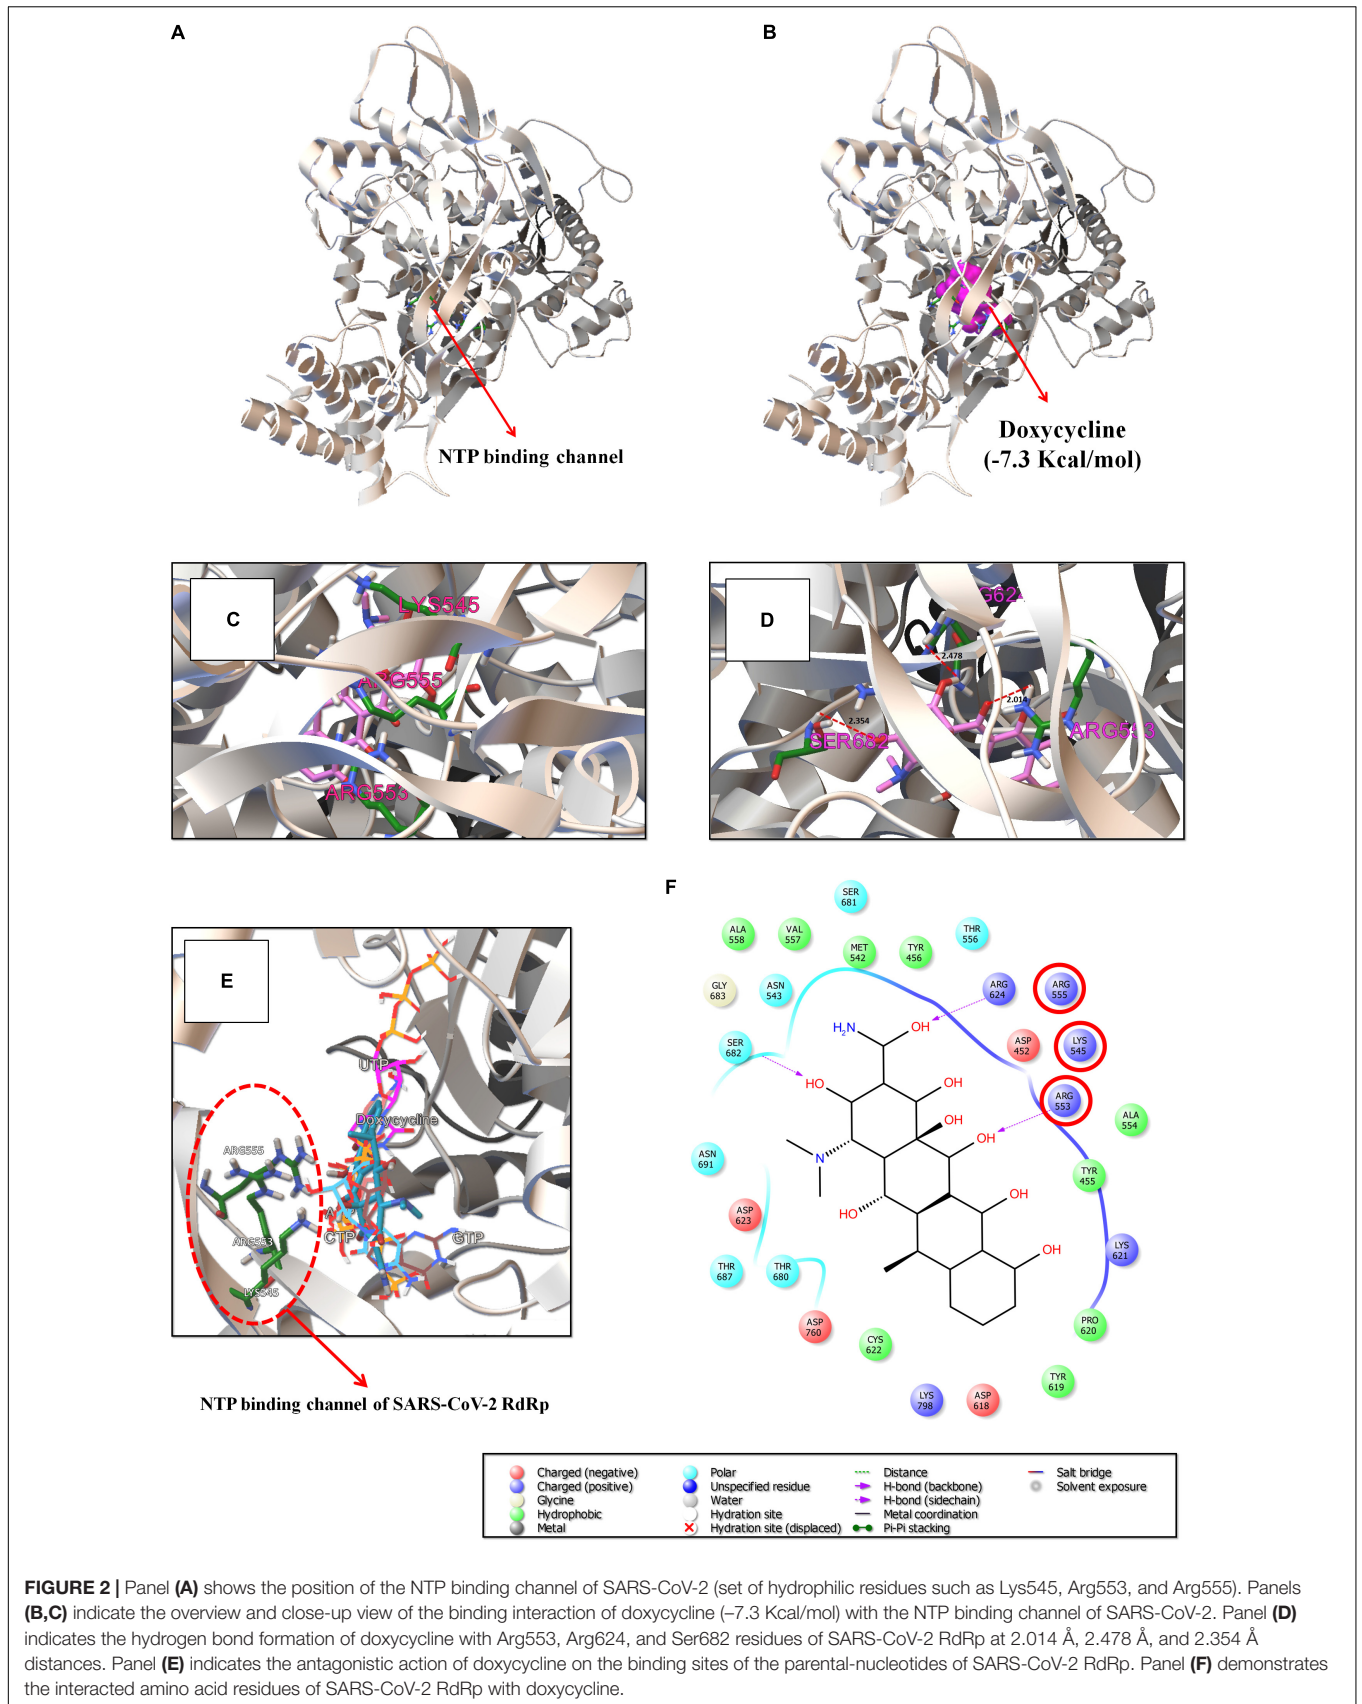 A
B
NTP binding channel
Doxycycline
(-7.3 Kcal/mol)
C
LYS545
ARG555
ARG553
D
2.478
2.014
2.354
SER682
ARG553
E
UTP
Doxycycline
ARG555
ARG553
LYS545
CTP
GTP
NTP binding channel of SARS-CoV-2 RdRp
F
SER
681
ALA
558
VAL
557
MET
542
TYR
456
THR
556
GLY
683
ASN
543
ARG
624
ARG
555
H2N
OH
SER
682
ASP
452
LYS
545
HO
OH
OH
OH
ARG
553
ALA
554
N
ASN
691
TYR
455
HO
OH
ASP
623
OH
LYS
621
THR
687
THR
680
ASP
760
CYS
622
PRO
620
TYR
619
LYS
798
ASP
618
Charged (negative)
Charged (positive)
Glycine
Hydrophobic
Metal
Polar
Unspecified residue
Water
Hydration site
Hydration site (displaced)
Distance
H-bond (backbone)
H-bond (sidechain)
Metal coordination
Pi-Pi stacking
Salt bridge
Solvent exposure
FIGURE 2 | Panel (A) shows the position of the NTP binding channel of SARS-CoV-2 (set of hydrophilic residues such as Lys545, Arg553, and Arg555). Panels
(B,C) indicate the overview and close-up view of the binding interaction of doxycycline (–7.3 Kcal/mol) with the NTP binding channel of SARS-CoV-2. Panel (D)
indicates the hydrogen bond formation of doxycycline with Arg553, Arg624, and Ser682 residues of SARS-CoV-2 RdRp at 2.014 Å, 2.478 Å, and 2.354 Å
distances. Panel (E) indicates the antagonistic action of doxycycline on the binding sites of the parental-nucleotides of SARS-CoV-2 RdRp. Panel (F) demonstrates
the interacted amino acid residues of SARS-CoV-2 RdRp with doxycycline.